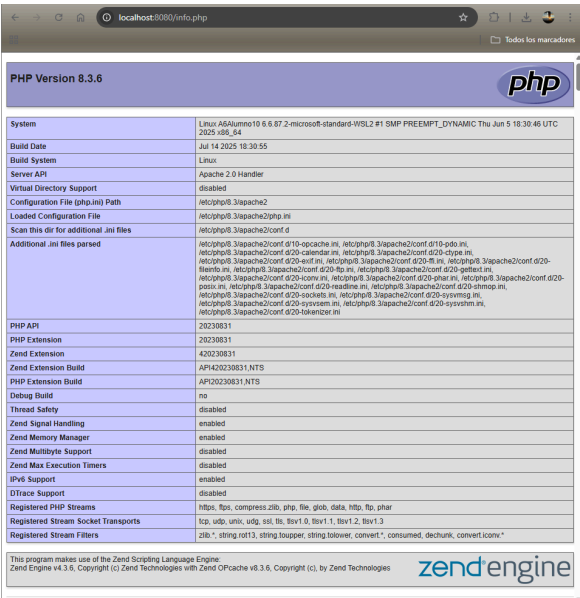 localhost:8080/info.php
Todos los marcadores
PHP Version 8.3.6
php
System Linux A6Alumno10 6.6.87.2-microsoft-standard-WSL2 #1 SMP PREEMPT_DYNAMIC Thu Jun 5 18:30:46 UTC
2025 x86_64
Build Date Jul 14 2025 18:30:55
Build System Linux
Server API Apache 2.0 Handler
Virtual Directory Support disabled
Configuration File (php.ini) Path /etc/php/8.3/apache2
Loaded Configuration File /etc/php/8.3/apache2/php.ini
Scan this dir for additional .ini files /etc/php/8.3/apache2/conf.d
Additional .ini files parsed /etc/php/8.3/apache2/conf.d/10-opcache.ini, /etc/php/8.3/apache2/conf.d/10-pdo.ini,
/etc/php/8.3/apache2/conf.d/20-calendar.ini, /etc/php/8.3/apache2/conf.d/20-ctype.ini,
/etc/php/8.3/apache2/conf.d/20-exif.ini, /etc/php/8.3/apache2/conf.d/20-ffi.ini, /etc/php/8.3/apache2/conf.d/20-
fileinfo.ini, /etc/php/8.3/apache2/conf.d/20-ftp.ini, /etc/php/8.3/apache2/conf.d/20-gettext.ini,
/etc/php/8.3/apache2/conf.d/20-iconv.ini, /etc/php/8.3/apache2/conf.d/20-phar.ini, /etc/php/8.3/apache2/conf.d/20-
posix.ini, /etc/php/8.3/apache2/conf.d/20-readline.ini, /etc/php/8.3/apache2/conf.d/20-shmop.ini,
/etc/php/8.3/apache2/conf.d/20-sockets.ini, /etc/php/8.3/apache2/conf.d/20-sysvmsg.ini,
/etc/php/8.3/apache2/conf.d/20-sysvsem.ini, /etc/php/8.3/apache2/conf.d/20-sysvshm.ini,
/etc/php/8.3/apache2/conf.d/20-tokenizer.ini
PHP API 20230831
PHP Extension 20230831
Zend Extension 420230831
Zend Extension Build API420230831,NTS
PHP Extension Build API20230831,NTS
Debug Build no
Thread Safety disabled
Zend Signal Handling enabled
Zend Memory Manager enabled
Zend Multibyte Support disabled
Zend Max Execution Timers disabled
IPv6 Support enabled
DTrace Support disabled
Registered PHP Streams https, ftps, compress.zlib, php, file, glob, data, http, ftp, phar
Registered Stream Socket Transports tcp, udp, unix, udg, ssl, tls, tlsv1.0, tlsv1.1, tlsv1.2, tlsv1.3
Registered Stream Filters zlib.*, string.rot13, string.toupper, string.tolower, convert.*, consumed, dechunk, convert.iconv.*
This program makes use of the Zend Scripting Language Engine:
Zend Engine v4.3.6, Copyright (c) Zend Technologies with Zend OPcache v8.3.6, Copyright (c), by Zend Technologies
zend engine